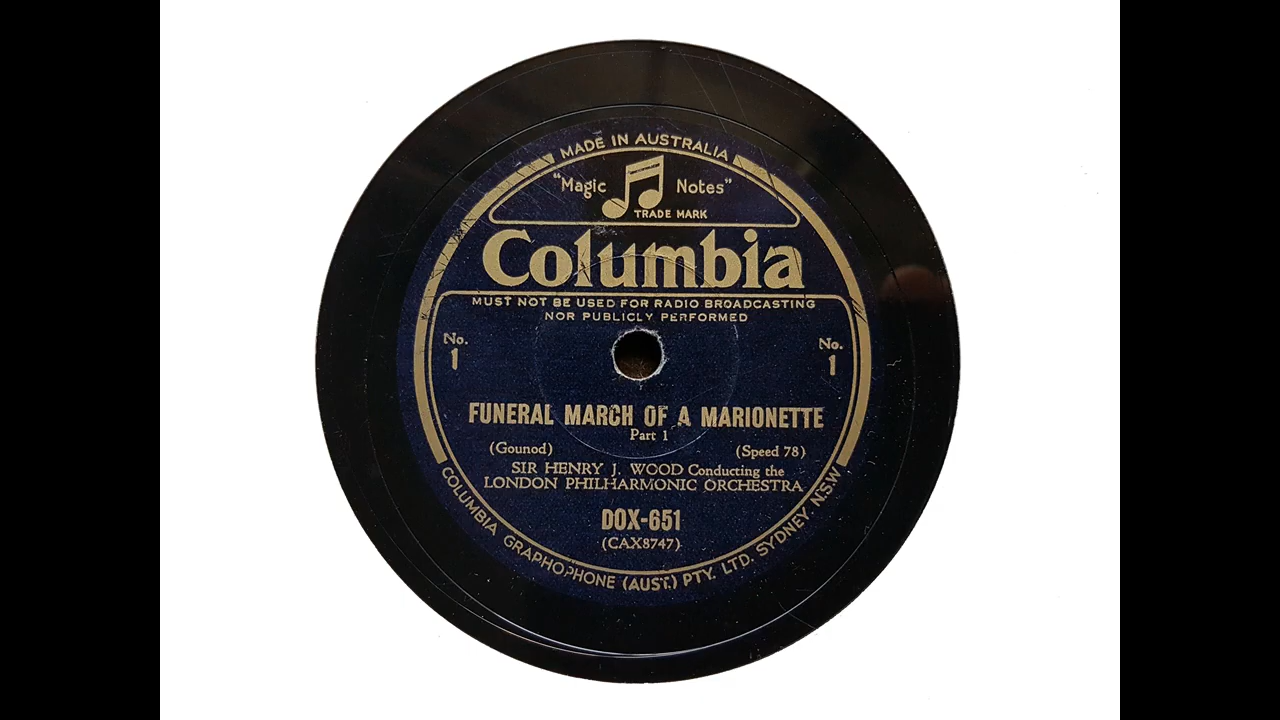 MADE IN AUSTRALIA
"Magic Notes"
TRADE MARK
Columbia
MUST NOT BE USED FOR RADIO BROADCASTING
NOR PUBLICLY PERFORMED
No. No.
1 1
FUNERAL MARCH OF A MARIONETTE
Part 1
(Gounod) (Speed 78)
SIR HENRY J. WOOD Conducting the
LONDON PHILHARMONIC ORCHESTRA
DOX-651
(CAX8747)
COLUMBIA GRAPHOPHONE (AUST.) PTY. LTD. SYDNEY. N.S.W